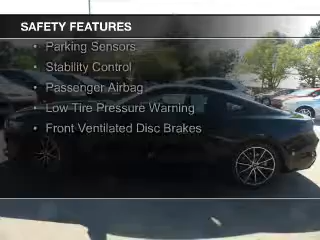 SAFETY FEATURES
• Parking Sensors
• Stability Control
• Passenger Airbag
• Low Tire Pressure Warning
• Front Ventilated Disc Brakes